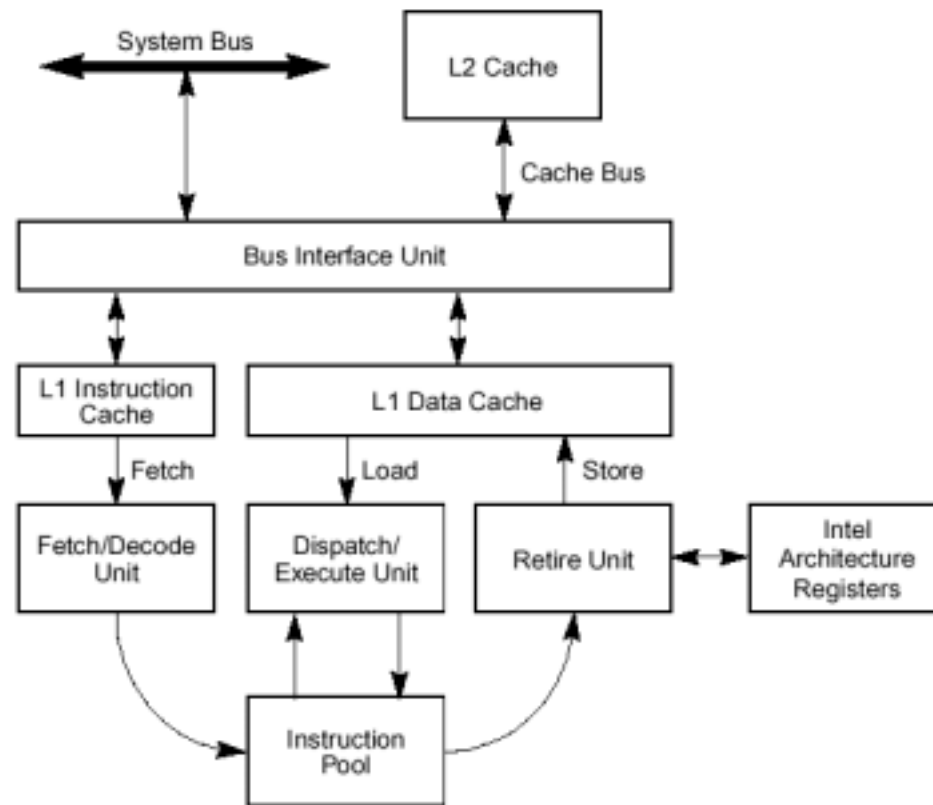 System Bus
L2 Cache
Cache Bus
Bus Interface Unit
L1 Instruction
Cache
L1 Data Cache
Fetch
Load
Store
Fetch/Decode
Unit
Dispatch/
Execute Unit
Retire Unit
Intel
Architecture
Registers
Instruction
Pool